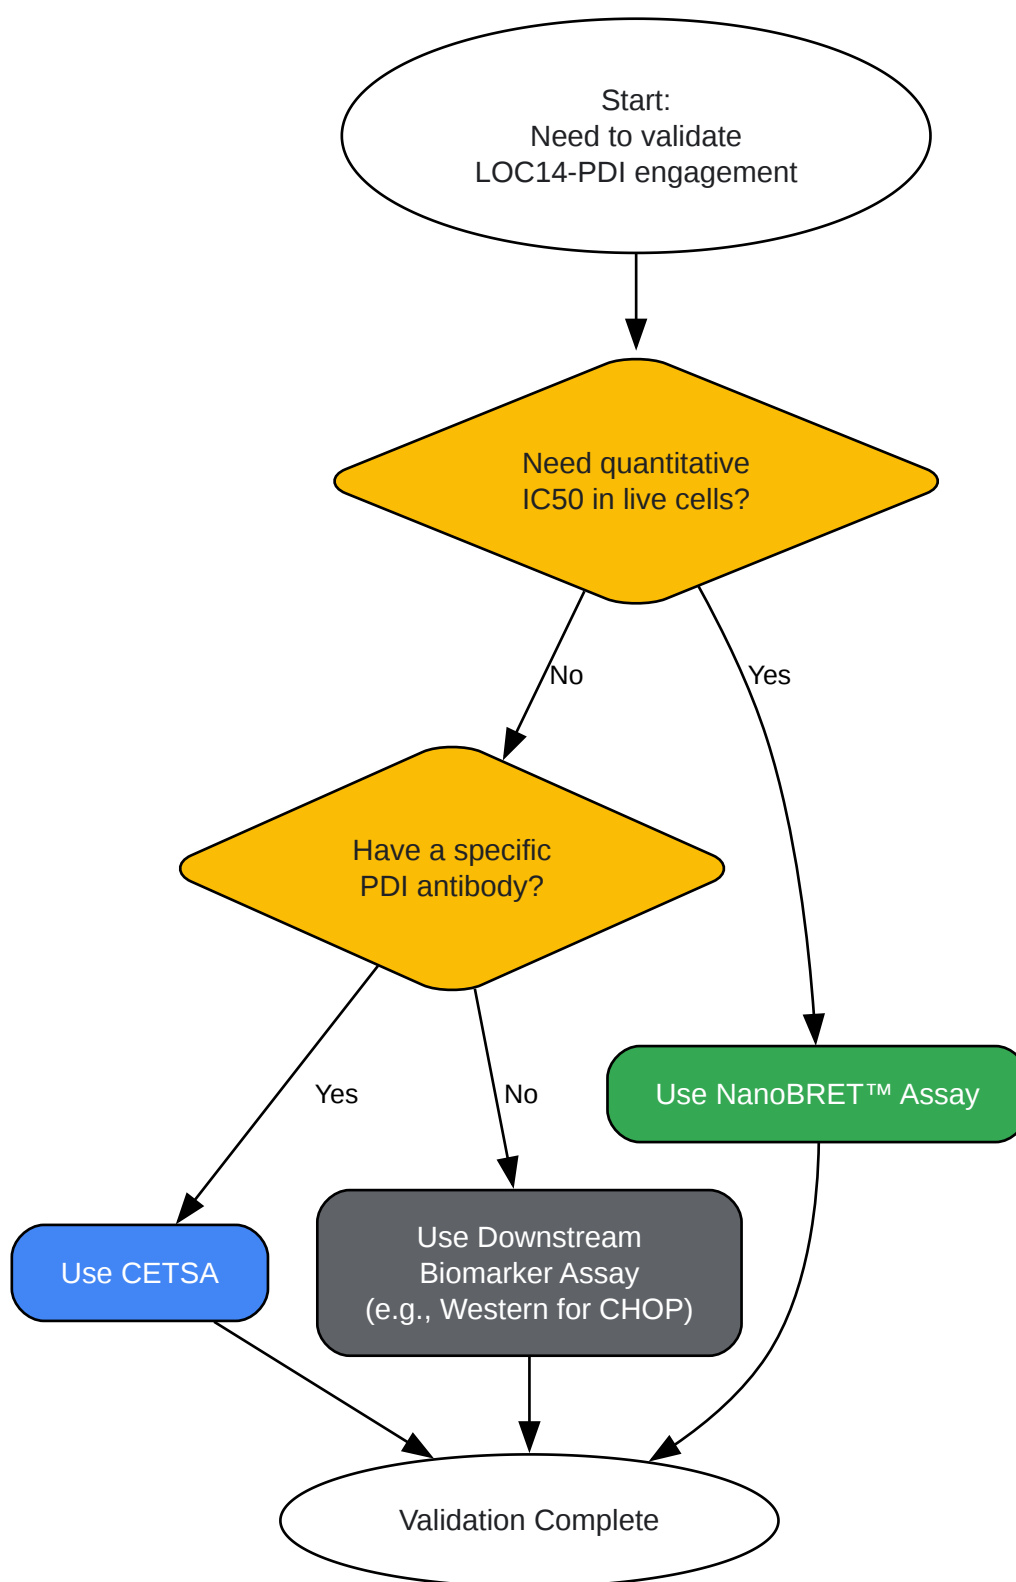 Start:
Need to validate
LOC14-PDI engagement
Need quantitative
IC50 in live cells?
No
Yes
Have a specific
PDI antibody?
Yes
No
Use NanoBRET™ Assay
Use CETSA
Use Downstream
Biomarker Assay
(e.g., Western for CHOP)
Validation Complete